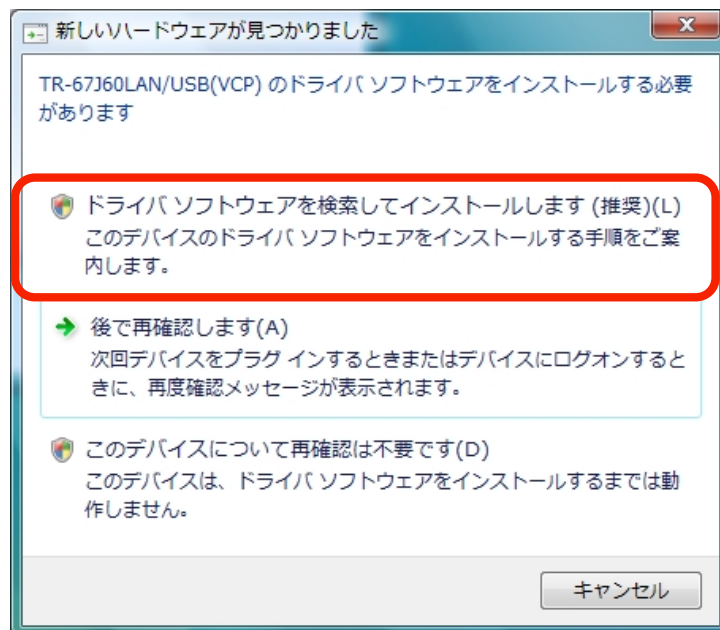 新しいハードウェアが見つかりました
TR-67J60LAN/USB(VCP) のドライバ ソフトウェアをインストールする必要
があります
ドライバ ソフトウェアを検索してインストールします (推奨)(L)
このデバイスのドライバ ソフトウェアをインストールする手順をご案
内します。
後で再確認します(A)
次回デバイスをプラグ インするときまたはデバイスにログオンすると
きに、再度確認メッセージが表示されます。
このデバイスについて再確認は不要です(D)
このデバイスは、ドライバ ソフトウェアをインストールするまでは動
作しません。
キャンセル